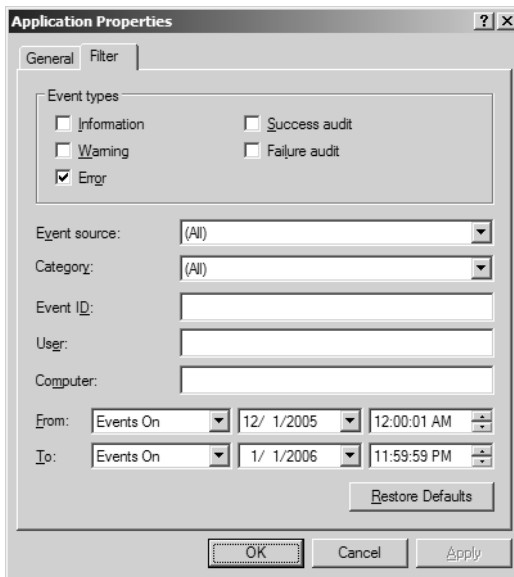 Application Properties
General Filter
Event types
Information Success audit
Warning Failure audit
Error
Event source: (All)
Category: (All)
Event ID:
User:
Computer:
From: Events On 12/ 1/2005 12:00:01 AM
To: Events On 1/ 1/2006 11:59:59 PM
Restore Defaults
OK Cancel Apply